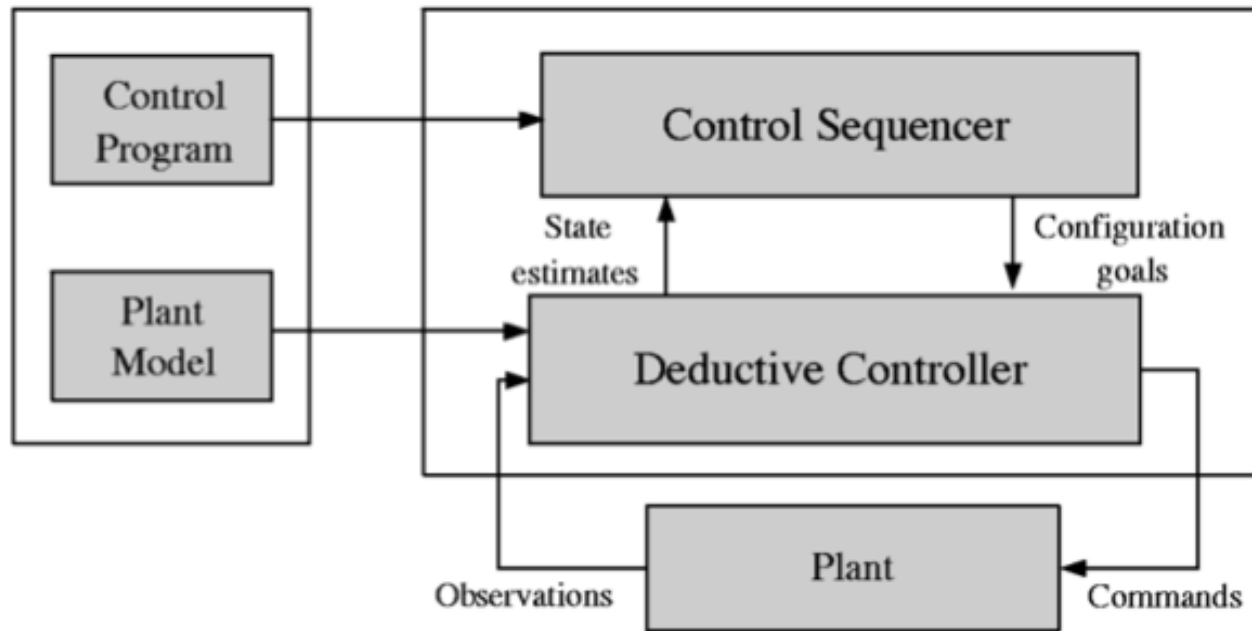 Control
Program
Control Sequencer
State
estimates
Configuration
goals
Plant
Model
Deductive Controller
Plant
Observations
Commands